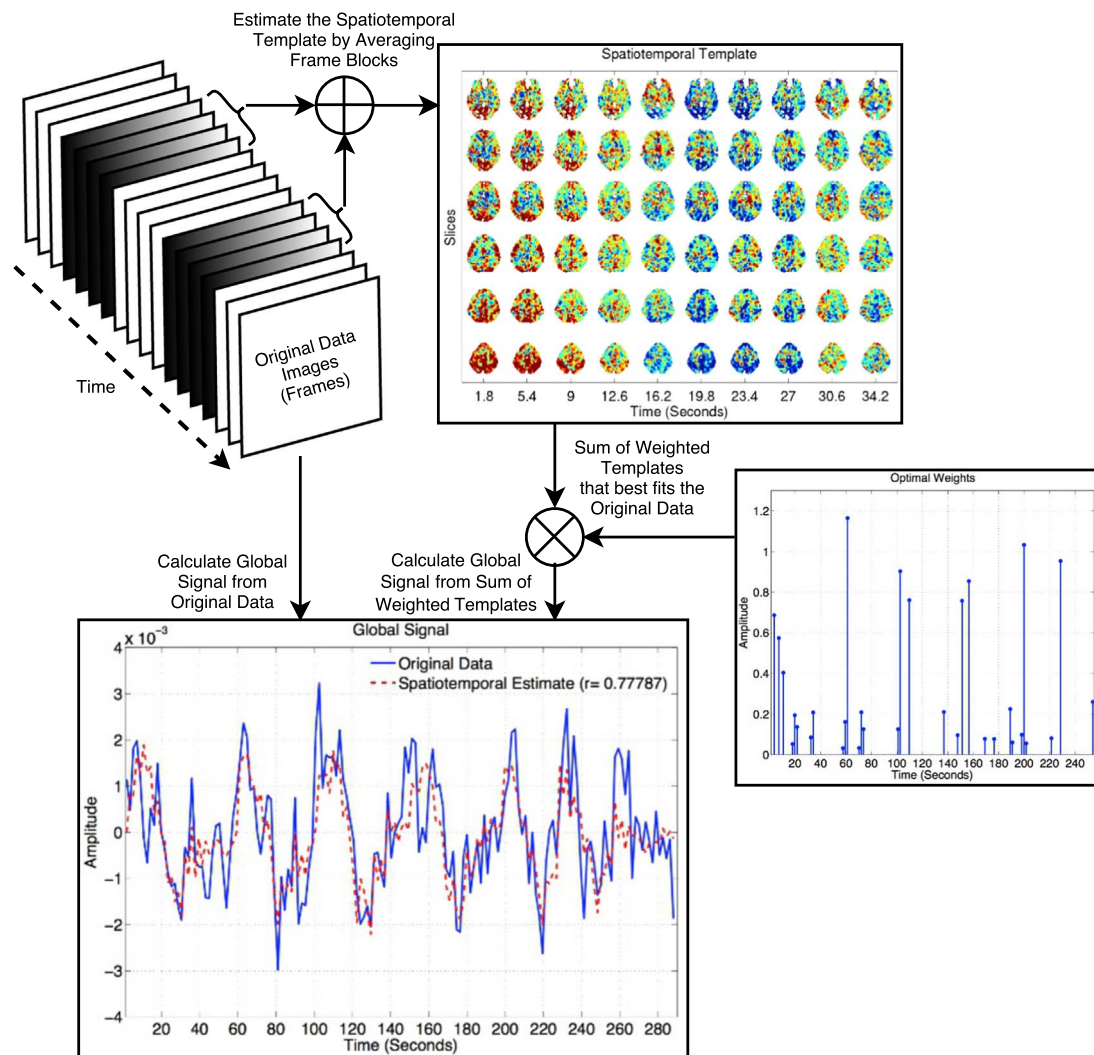 Estimate the Spatiotemporal
Template by Averaging
Frame Blocks
Spatiotemporal Template
Slices
1.8 5.4 9 12.6 16.2 19.8 23.4 27 30.6 34.2
Time (Seconds)
Original Data
Images
(Frames)
Time
Sum of Weighted
Templates
that best fits the
Original Data
Optimal Weights
1.2
1
0.8
0.6
0.4
0.2
0
Amplitude
20 40 60 80 100 120 140 160 180 200 220 240
Time (Seconds)
Calculate Global
Signal from
Original Data
Calculate Global
Signal from Sum of
Weighted Templates
Global Signal
x 10⁻³
Original Data
Spatiotemporal Estimate (r= 0.77787)
4
3
2
1
0
−1
−2
−3
−4
Amplitude
20 40 60 80 100 120 140 160 180 200 220 240 260 280
Time (Seconds)